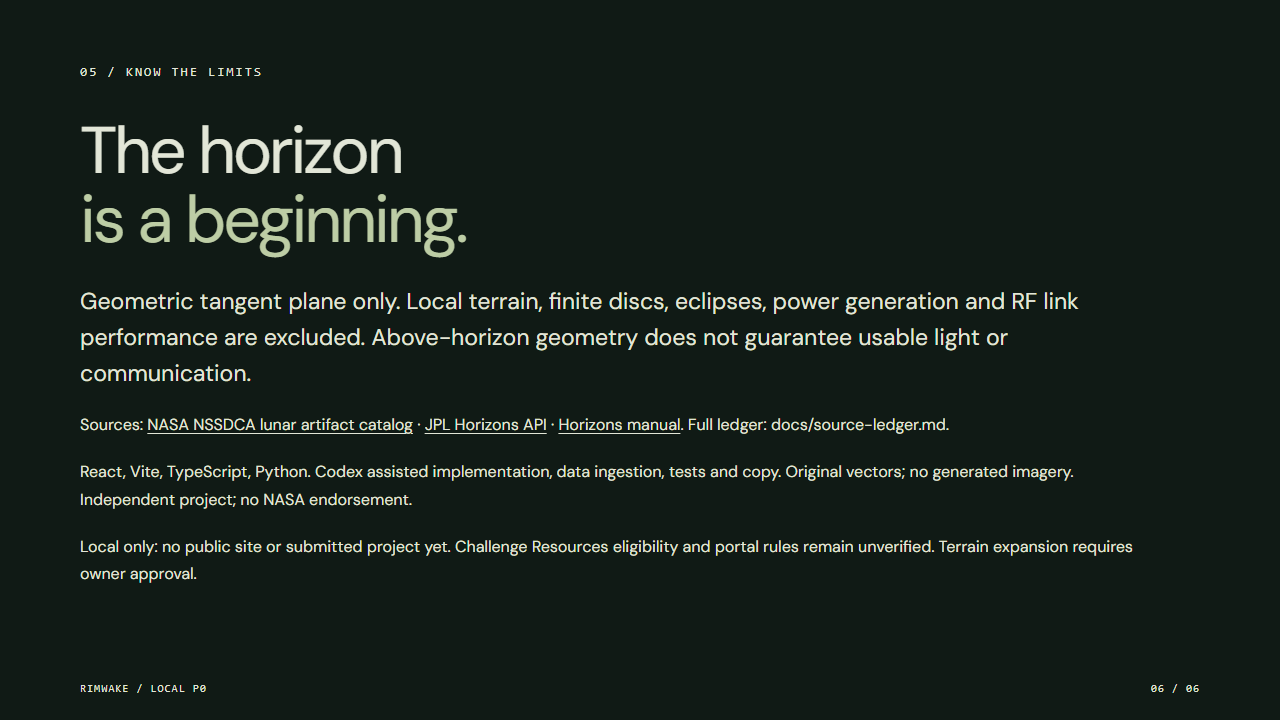 05 / KNOW THE LIMITS
The horizon
is a beginning.
Geometric tangent plane only. Local terrain, finite discs, eclipses, power generation and RF link
performance are excluded. Above-horizon geometry does not guarantee usable light or
communication.
Sources: NASA NSSDCA lunar artifact catalog · JPL Horizons API · Horizons manual. Full ledger: docs/source-ledger.md.
React, Vite, TypeScript, Python. Codex assisted implementation, data ingestion, tests and copy. Original vectors; no generated imagery.
Independent project; no NASA endorsement.
Local only: no public site or submitted project yet. Challenge Resources eligibility and portal rules remain unverified. Terrain expansion requires
owner approval.
RIMWAKE / LOCAL P0
06 / 06